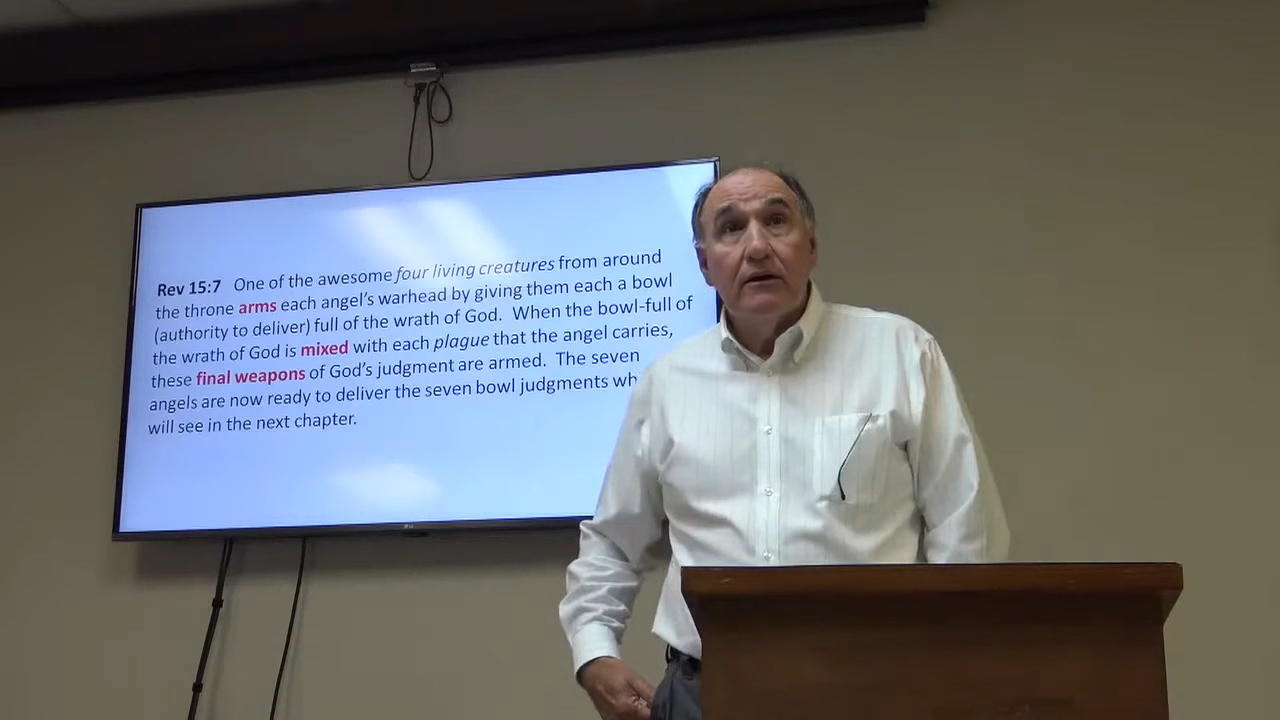 Rev 15:7 One of the awesome four living creatures from around
the throne arms each angel's warhead by giving them each a bowl
(authority to deliver) full of the wrath of God. When the bowl-full of
the wrath of God is mixed with each plague that the angel carries,
these final weapons of God's judgment are armed. The seven
angels are now ready to deliver the seven bowl judgments wh
will see in the next chapter.
LG